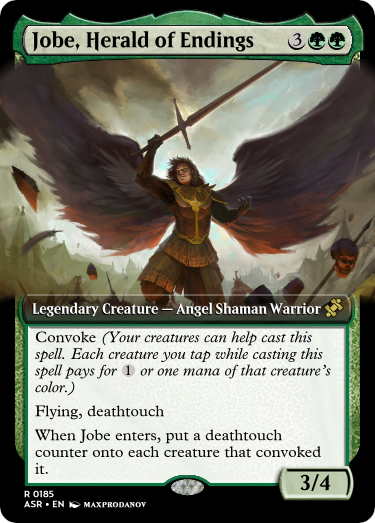 Jobe, Herald of Endings 3
Legendary Creature — Angel Shaman Warrior
Convoke (Your creatures can help cast this
spell. Each creature you tap while casting this
spell pays for 1 or one mana of that creature's
color.)
Flying, deathtouch
When Jobe enters, put a deathtouch
counter onto each creature that convoked
it.
3/4
R 0185
ASR • EN MAXPRODANOV